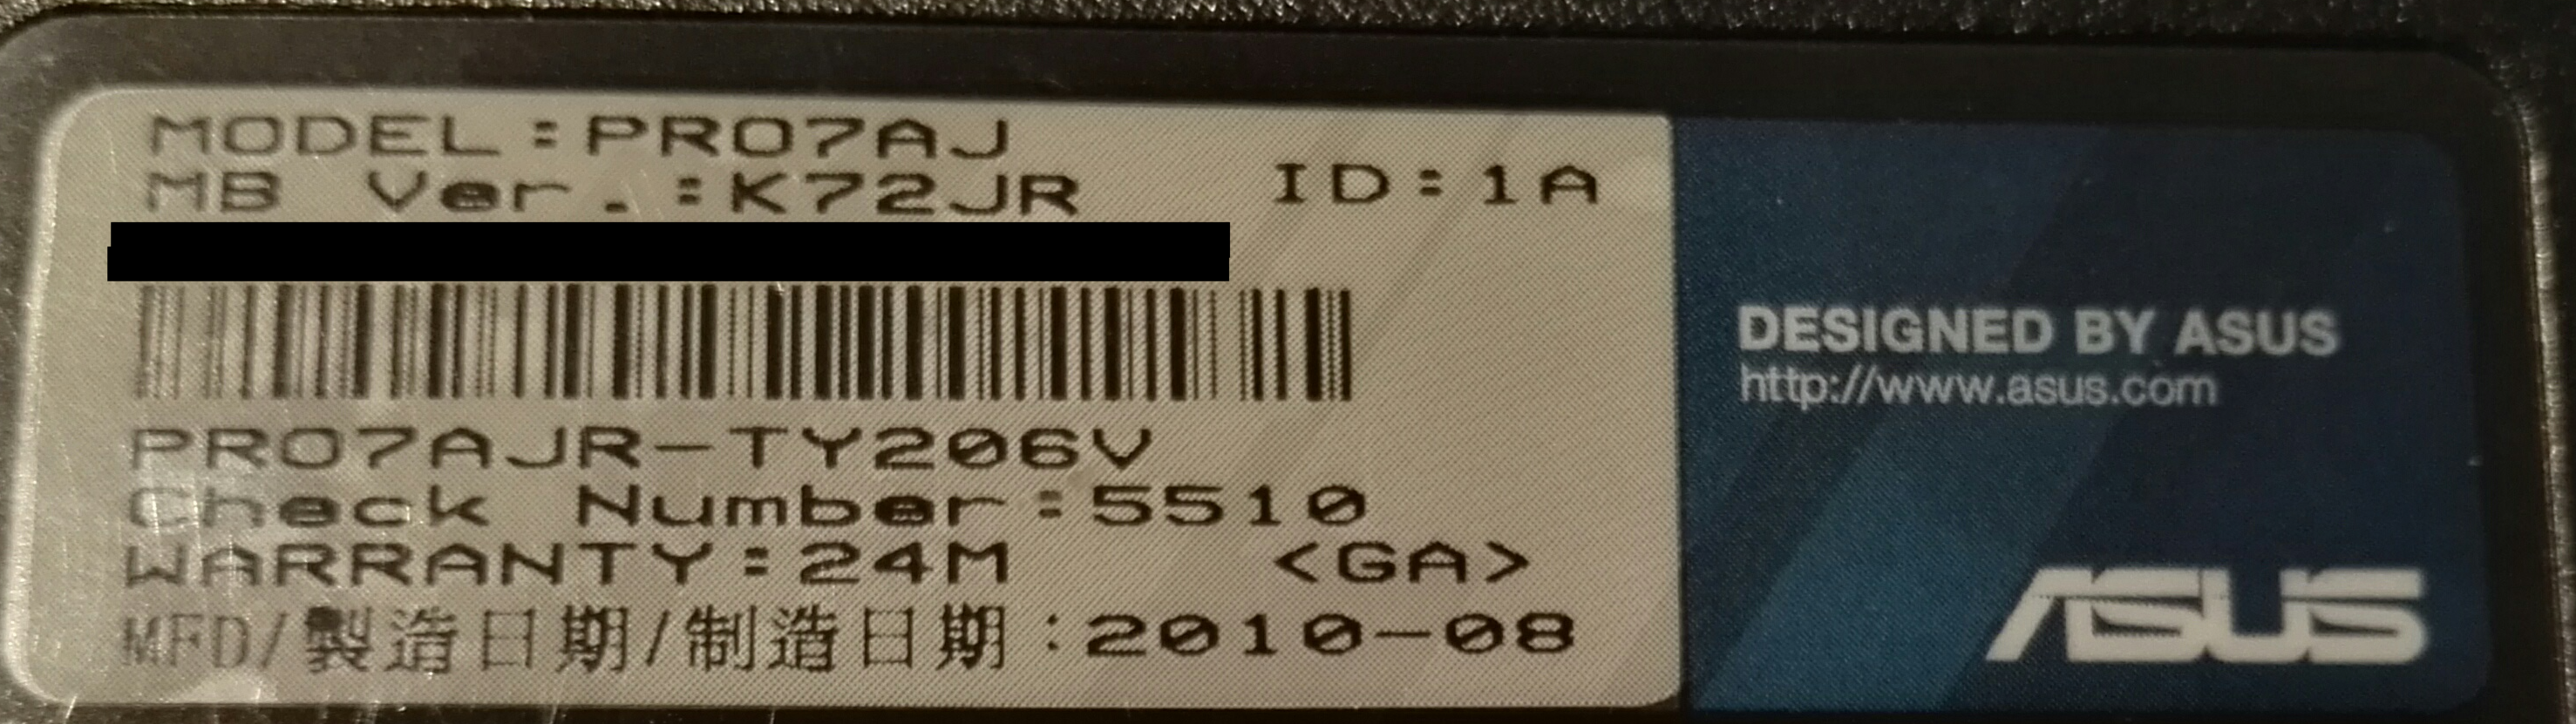 MODEL:PRO7AJ
MB Ver.:K72JR ID:1A
PRO7AJR-TY206V
Check Number:5510
WARRANTY:24M <GA>
MFD/製造日期/制造日期:2010-08
DESIGNED BY ASUS
http://www.asus.com
ASUS